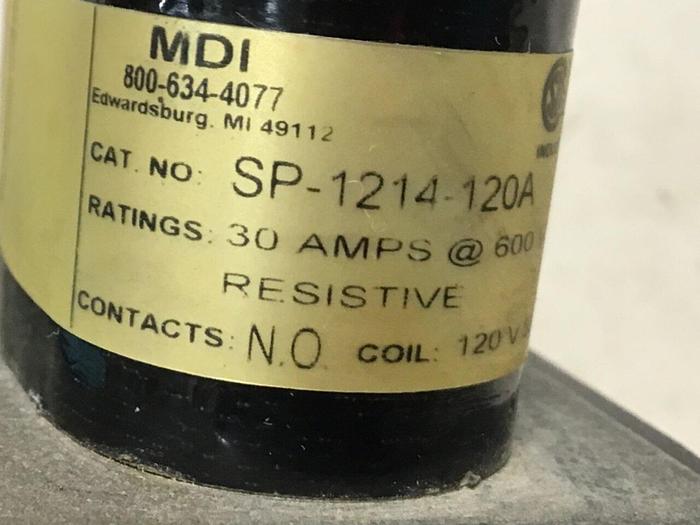 MDI
800-634-4077
Edwardsburg. MI 49112
CAT. NO: SP-1214-120A
RATINGS: 30 AMPS @ 600
RESISTIVE
CONTACTS: N.O. COIL: 120 V